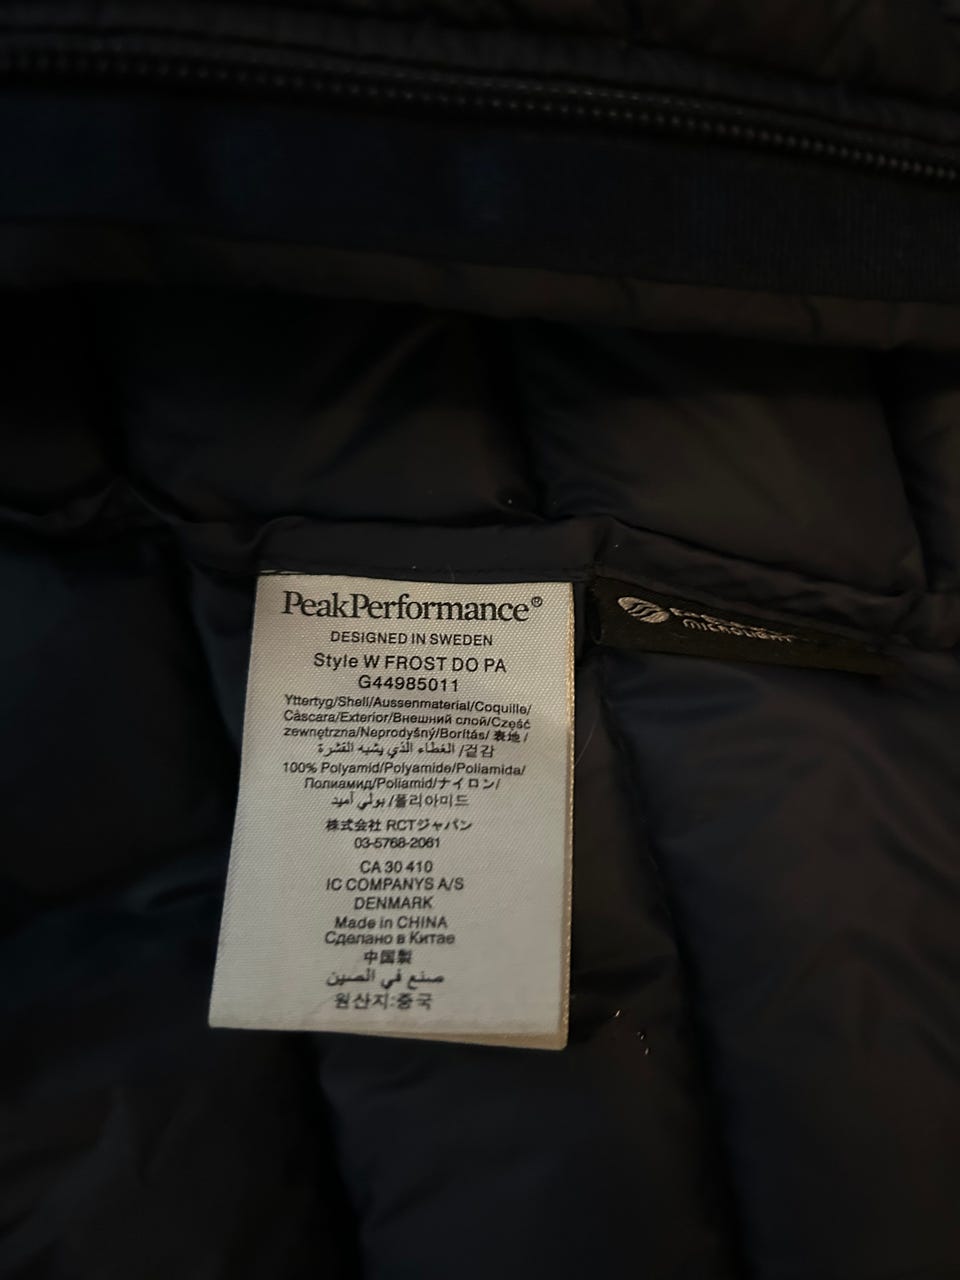 PeakPerformance®
DESIGNED IN SWEDEN
Style W FROST DO PA
G44985011
Yttertyg/Shell/Aussenmaterial/Coquille/
Càscara/Exterior/Внешний слой/Część
zewnętrzna/Neprodyšný/Borítás/ 表地 /
الغطاء الذي يشبه القشرة /겉감
100% Polyamid/Polyamide/Poliamida/
Полиамид/Poliamid/ナイロン/
بولي أميد /폴리아미드
株式会社 RCTジャパン
03-5768-2061
CA 30 410
IC COMPANYS A/S
DENMARK
Made in CHINA
Сделано в Китае
中国製
صنع في الصين
원산지:중국
MICROLIGHT